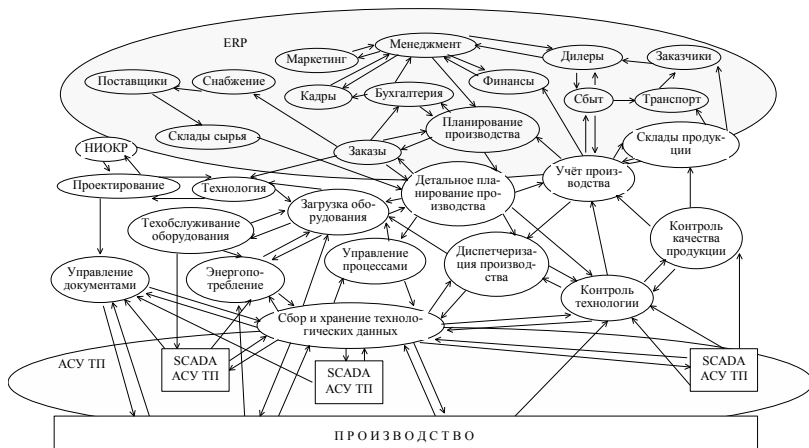 ERP
Маркетинг
Менеджмент
Дилеры
Заказчики
Поставщики
Снабжение
Кадры
Бухгалтерия
Финансы
Сбыт
Транспорт
Склады сырья
Планирование
производства
Склады продук-
ции
НИОКР
Заказы
Проектирование
Технология
Детальное пла-
нирование про-
изводства
Учёт произ-
водства
Загрузка обо-
рудования
Техобслуживание
оборудования
Контроль
качества
продукции
Управление
процессами
Диспетчериза-
ция производ-
ства
Управление
документами
Энергопо-
требление
Контроль
технологии
Сбор и хранение техноло-
гических данных
АСУ ТП
SCADA
АСУ ТП
SCADA
АСУ ТП
SCADA
АСУ ТП
ПРОИЗВОДСТВО